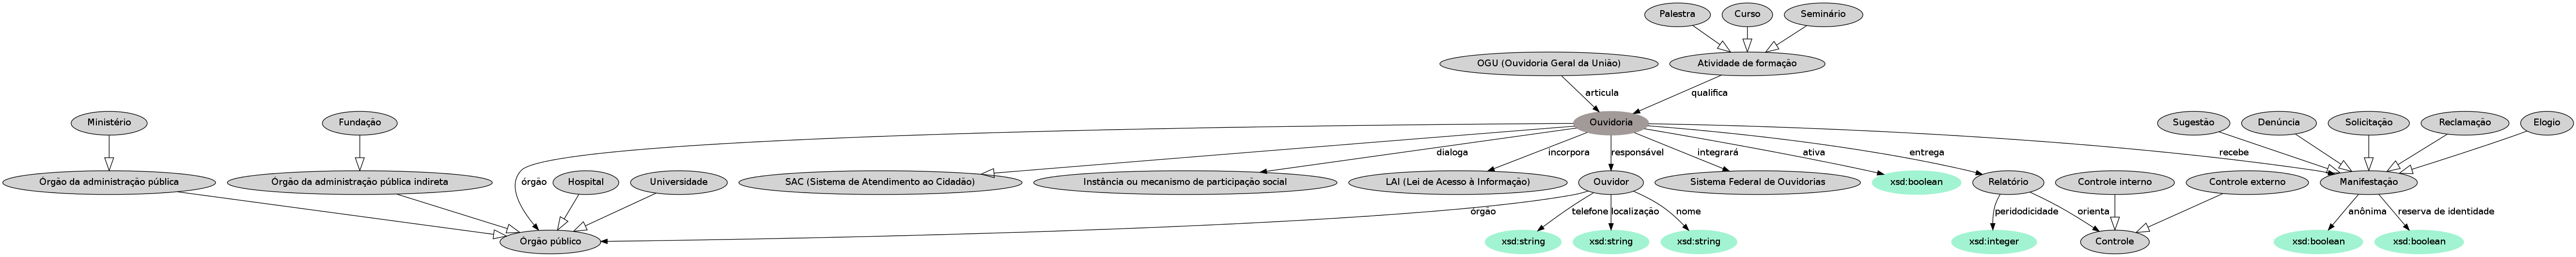 Palestra
Curso
Seminário
OGU (Ouvidoria Geral da União)
Atividade de formação
articula
qualifica
Ministério
Fundação
Ouvidoria
Sugestão
Denúncia
Solicitação
Reclamação
Elogio
dialoga
incorpora
responsável
integrará
ativa
entrega
recebe
Órgão da administração pública
Órgão da administração pública indireta
órgão
Hospital
Universidade
SAC (Sistema de Atendimento ao Cidadão)
Instância ou mecanismo de participação social
LAI (Lei de Acesso à Informação)
Ouvidor
Sistema Federal de Ouvidorias
xsd:boolean
Relatório
Controle interno
Controle externo
Manifestação
órgão
telefone
localização
nome
peridodicidade
orienta
anônima
reserva de identidade
Órgão público
xsd:string
xsd:string
xsd:string
xsd:integer
Controle
xsd:boolean
xsd:boolean